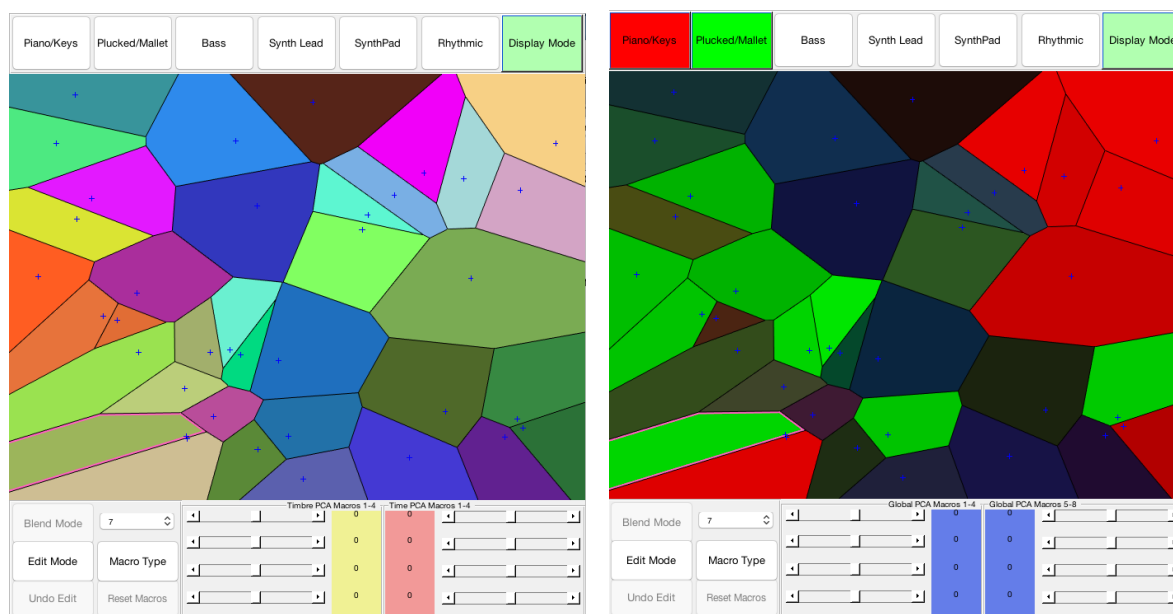 Piano/Keys Plucked/Mallet Bass Synth Lead SynthPad Rhythmic Display Mode
Timbre PCA Macros 1-4 Time PCA Macros 1-4
Blend Mode 7 0 0
0 0
Edit Mode Macro Type
0 0
Undo Edit Reset Macros 0 0
Piano/Keys Plucked/Mallet Bass Synth Lead SynthPad Rhythmic Display Mode
Global PCA Macros 1-4 Global PCA Macros 5-8
Blend Mode 7 0 0
0 0
Edit Mode Macro Type
0 0
Undo Edit Reset Macros 0 0